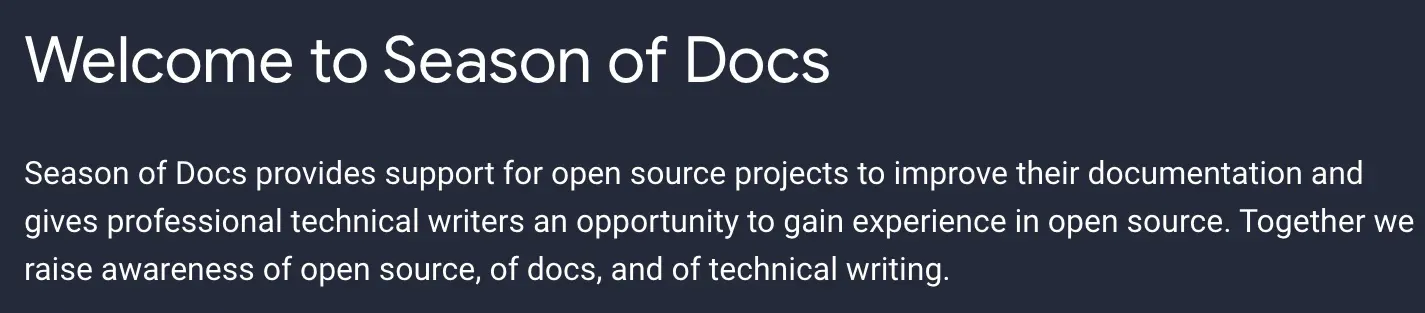 Welcome to Season of Docs
Season of Docs provides support for open source projects to improve their documentation and
gives professional technical writers an opportunity to gain experience in open source. Together we
raise awareness of open source, of docs, and of technical writing.